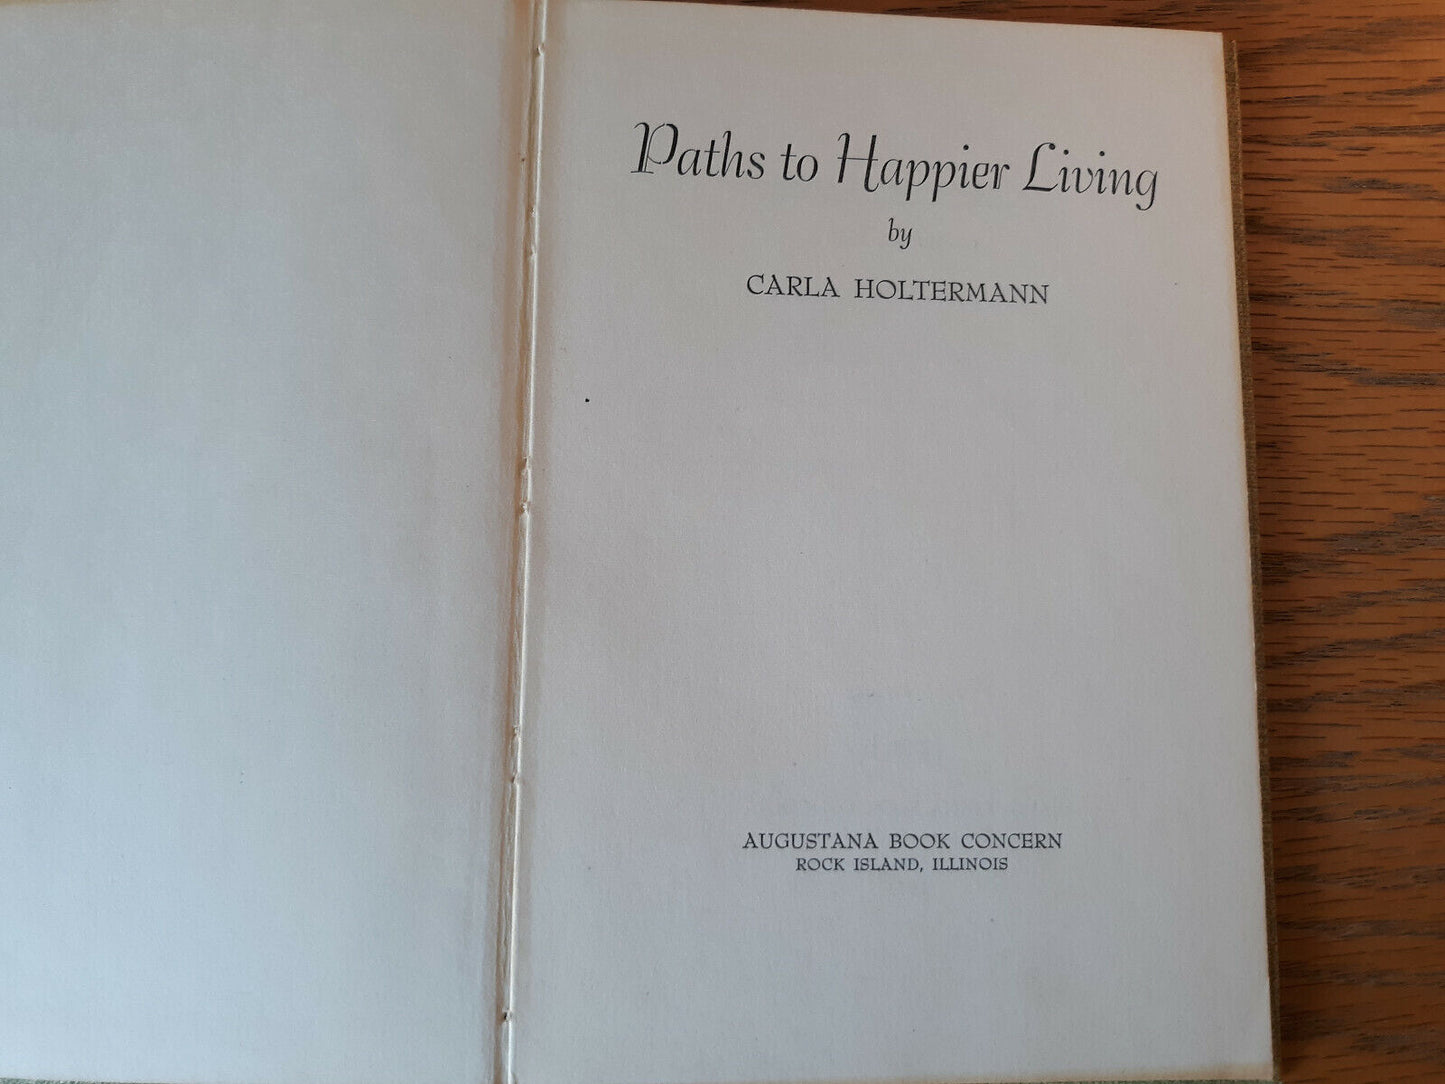 Paths to Happier Living
by
CARLA HOLTERMANN
AUGUSTANA BOOK CONCERN
ROCK ISLAND, ILLINOIS